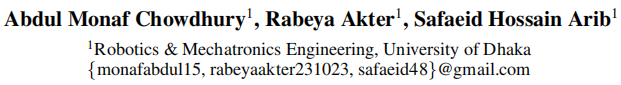 Abdul Monaf Chowdhury¹, Rabeya Akter¹, Safaeid Hossain Arib¹
¹Robotics & Mechatronics Engineering, University of Dhaka
{monafabdul15, rabeyaakter231023, safaeid48}@gmail.com